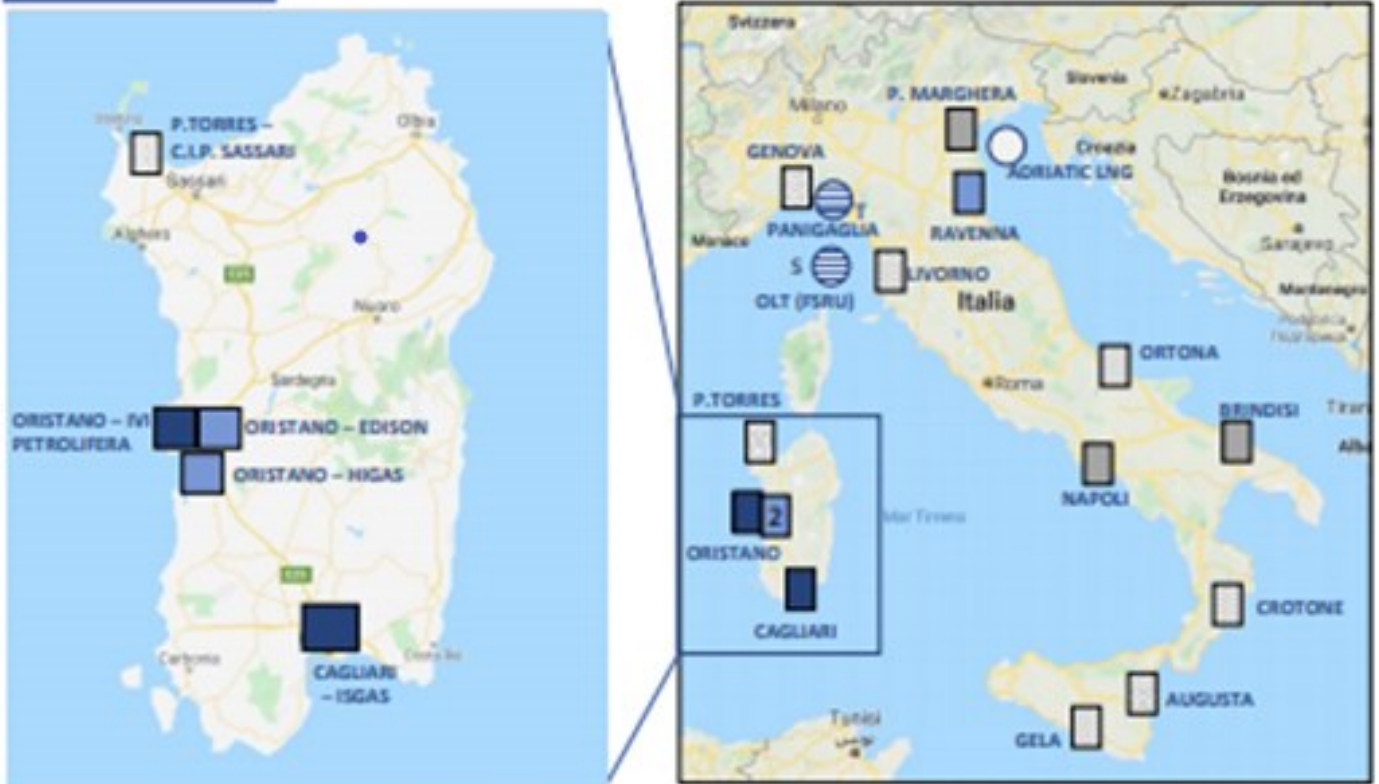 P.TORRES –
C.I.P. SASSARI
Olbia
Sassari
Alghero
Nuoro
Sardegna
ORISTANO – IVI
PETROLIFERA
ORISTANO – EDISON
ORISTANO – HIGAS
Carbonia
CAGLIARI
– ISGAS
Svizzera
Milano
P. MARGHERA
Slovenia
Zagabria
GENOVA
Croazia
ADRIATIC LNG
Bosnia ed
Erzegovina
Sarajevo
T
PANIGAGLIA
RAVENNA
Monaco
S
LIVORNO
OLT (FSRU)
Italia
Montenegro
ORTONA
Roma
P.TORRES
BRINDISI
NAPOLI
2
Mar Tirreno
ORISTANO
CAGLIARI
CROTONE
AUGUSTA
GELA
Tunisi
تونس